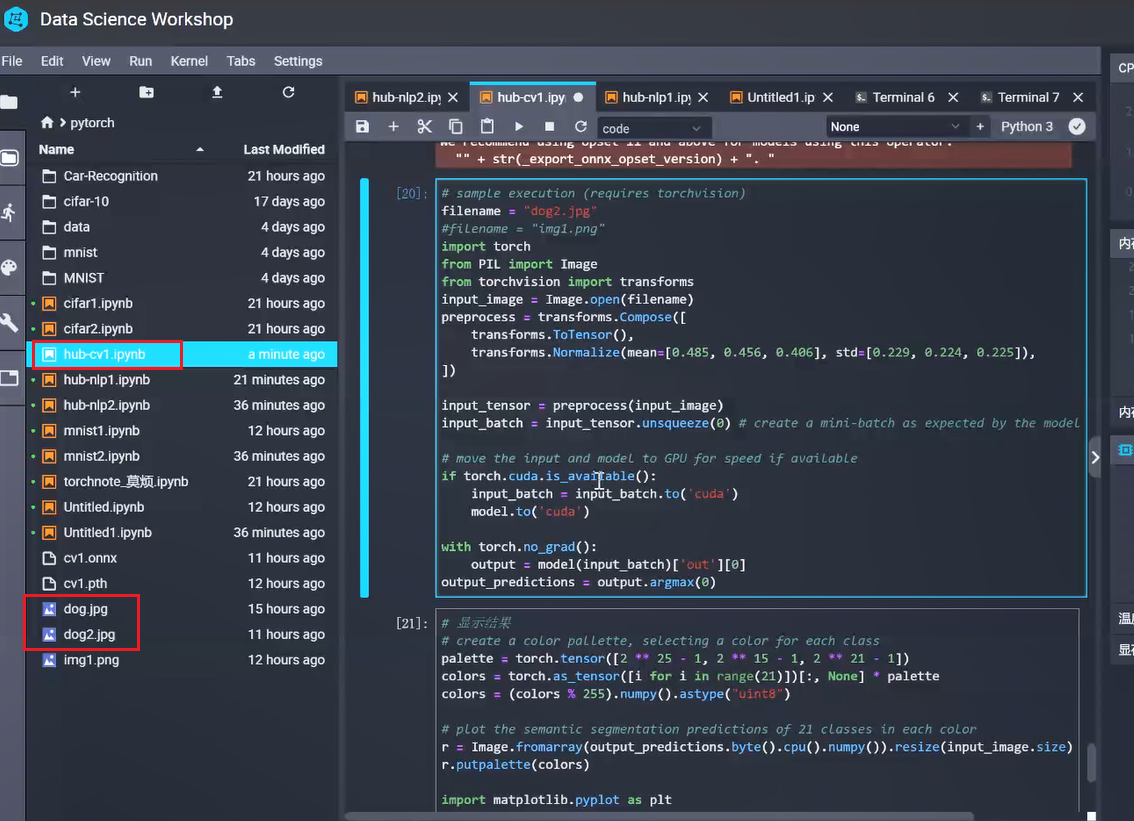 Data Science Workshop
File Edit View Run Kernel Tabs Settings
pytorch
Name Last Modified
Car-Recognition 21 hours ago
cifar-10 17 days ago
data 4 days ago
mnist 4 days ago
MNIST 4 days ago
cifar1.ipynb 21 hours ago
cifar2.ipynb 21 hours ago
hub-cv1.ipynb a minute ago
hub-nlp1.ipynb 21 minutes ago
hub-nlp2.ipynb 36 minutes ago
mnist1.ipynb 12 hours ago
mnist2.ipynb 36 minutes ago
torchnote_莫烦.ipynb 21 hours ago
Untitled.ipynb 12 hours ago
Untitled1.ipynb 36 minutes ago
cv1.onnx 11 hours ago
cv1.pth 12 hours ago
dog.jpg 15 hours ago
dog2.jpg 11 hours ago
img1.png 12 hours ago
hub-nlp2.ipy hub-cv1.ipy hub-nlp1.ipy Untitled1.ip Terminal 6 Terminal 7
code None Python 3
We recommend using opset 11 and above for models using this operator.
"" + str(_export_onnx_opset_version) + ". "
[20]:
# sample execution (requires torchvision)
filename = "dog2.jpg"
#filename = "img1.png"
import torch
from PIL import Image
from torchvision import transforms
input_image = Image.open(filename)
preprocess = transforms.Compose([
transforms.ToTensor(),
transforms.Normalize(mean=[0.485, 0.456, 0.406], std=[0.229, 0.224, 0.225]),
])
input_tensor = preprocess(input_image)
input_batch = input_tensor.unsqueeze(0) # create a mini-batch as expected by the model
# move the input and model to GPU for speed if available
if torch.cuda.is_available():
input_batch = input_batch.to('cuda')
model.to('cuda')
with torch.no_grad():
output = model(input_batch)['out'][0]
output_predictions = output.argmax(0)
[21]:
# 显示结果
# create a color pallette, selecting a color for each class
palette = torch.tensor([2 ** 25 - 1, 2 ** 15 - 1, 2 ** 21 - 1])
colors = torch.as_tensor([i for i in range(21)])[:, None] * palette
colors = (colors % 255).numpy().astype("uint8")
# plot the semantic segmentation predictions of 21 classes in each color
r = Image.fromarray(output_predictions.byte().cpu().numpy()).resize(input_image.size)
r.putpalette(colors)
import matplotlib.pyplot as plt
CP